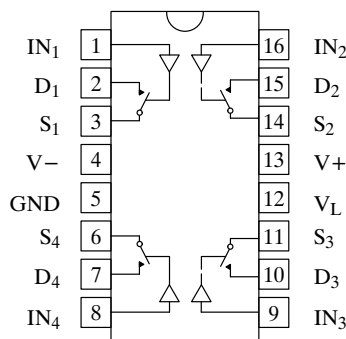 IN₁ 1 16 IN₂
D₁ 2 15 D₂
S₁ 3 14 S₂
V− 4 13 V+
GND 5 12 V_L
S₄ 6 11 S₃
D₄ 7 10 D₃
IN₄ 8 9 IN₃